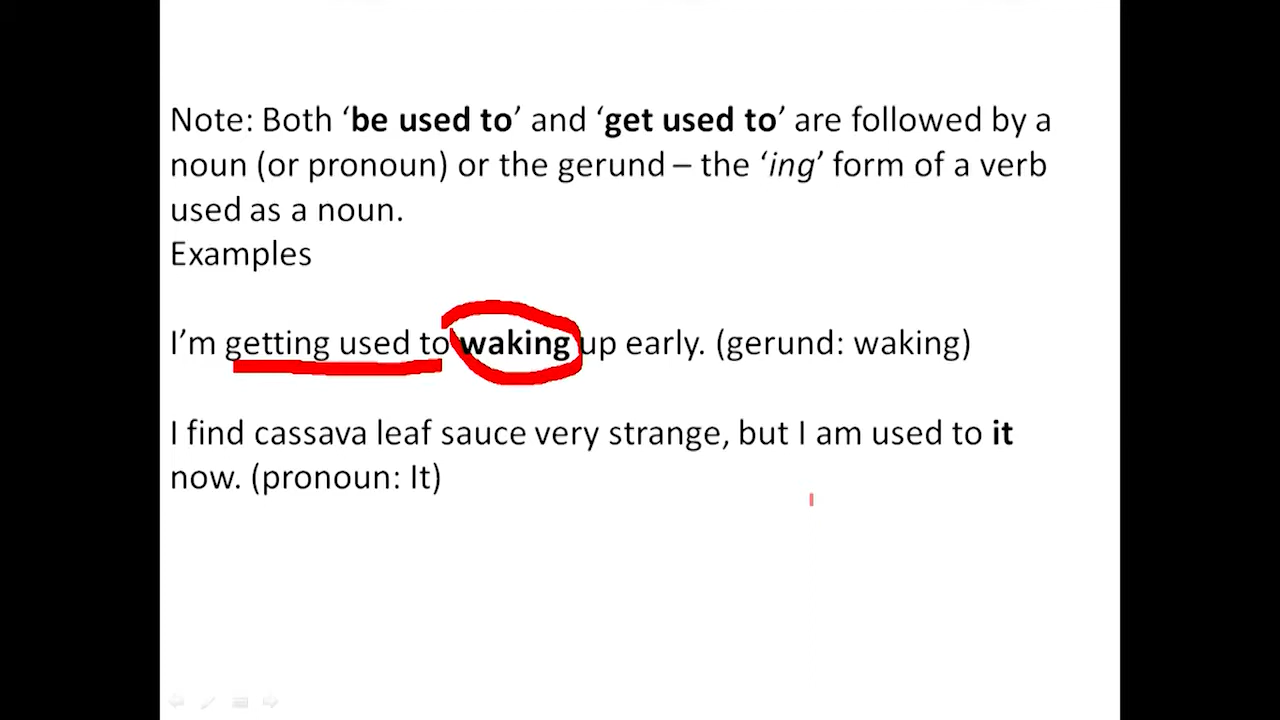 Note: Both ‘be used to’ and ‘get used to’ are followed by a
noun (or pronoun) or the gerund – the ‘ing’ form of a verb
used as a noun.
Examples
I’m getting used to waking up early. (gerund: waking)
I find cassava leaf sauce very strange, but I am used to it
now. (pronoun: It)